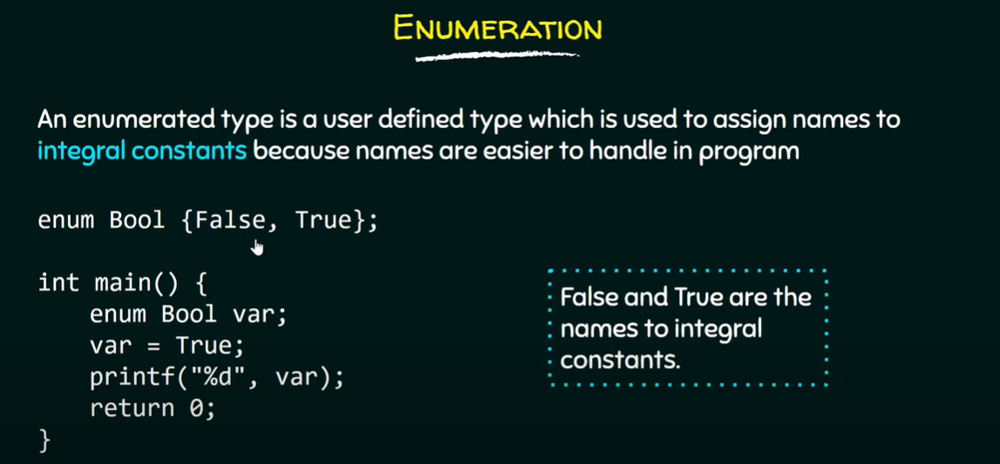 ENUMERATION
An enumerated type is a user defined type which is used to assign names to
integral constants because names are easier to handle in program
enum Bool {False, True};
int main() {
    enum Bool var;
    var = True;
    printf("%d", var);
    return 0;
}
False and True are the
names to integral
constants.